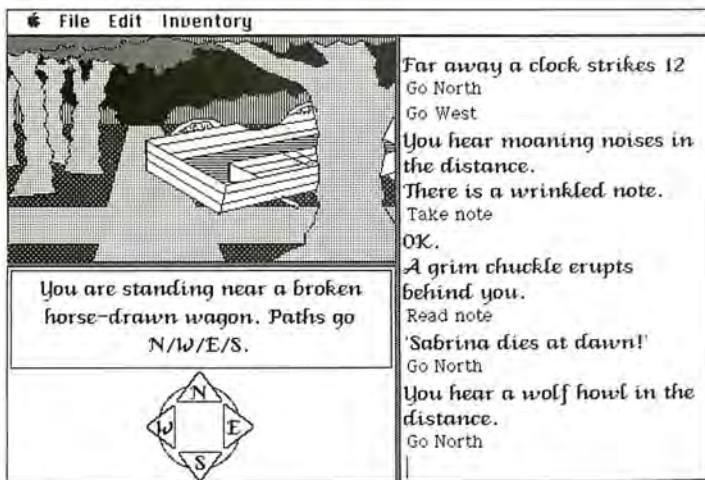 File Edit Inventory
You are standing near a broken
horse-drawn wagon. Paths go
N/W/E/S.
N
W E
S
Far away a clock strikes 12
Go North
Go West
You hear moaning noises in
the distance.
There is a wrinkled note.
Take note
OK.
A grim chuckle erupts
behind you.
Read note
'Sabrina dies at dawn!'
Go North
You hear a wolf howl in the
distance.
Go North